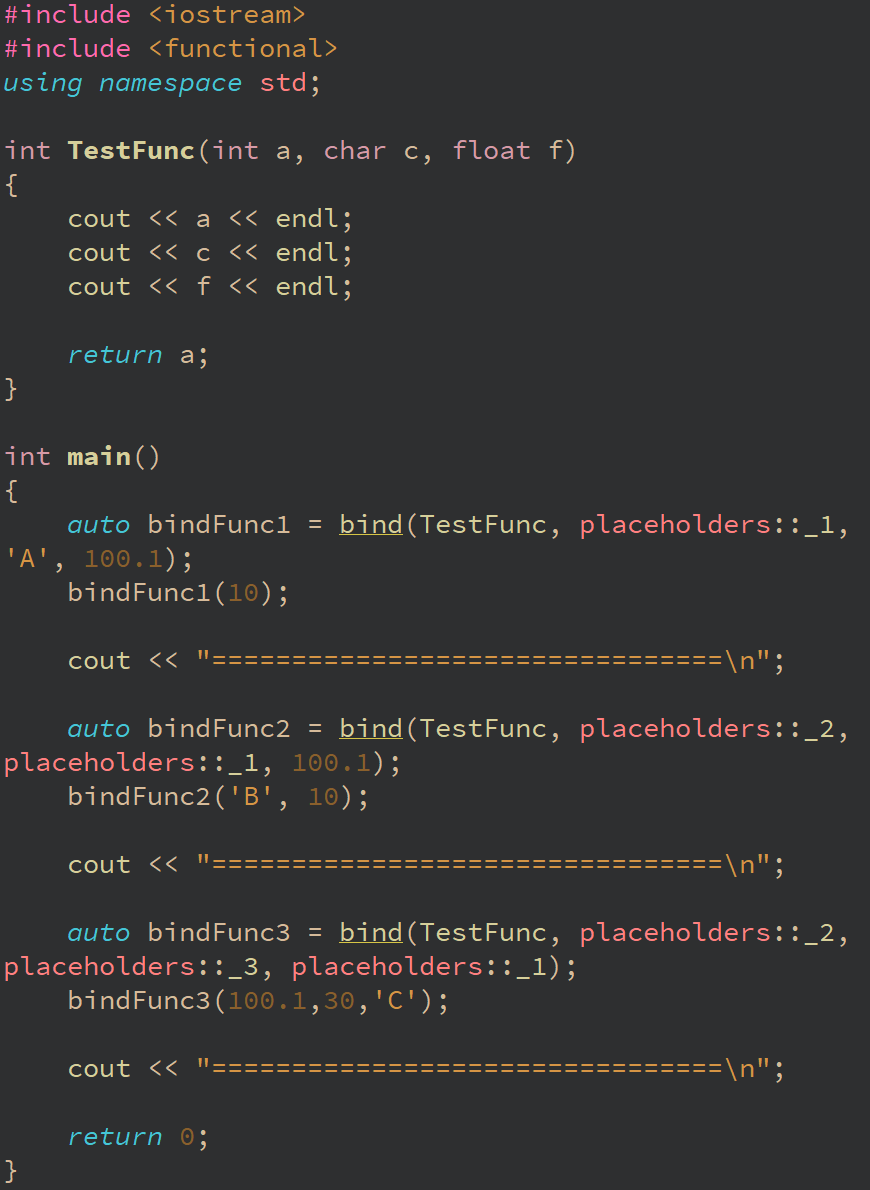 #include <iostream>
#include <functional>
using namespace std;
int TestFunc(int a, char c, float f)
{
    cout << a << endl;
    cout << c << endl;
    cout << f << endl;
    return a;
}
int main()
{
    auto bindFunc1 = bind(TestFunc, placeholders::_1,
'A', 100.1);
    bindFunc1(10);
    cout << "================================\n";
    auto bindFunc2 = bind(TestFunc, placeholders::_2,
placeholders::_1, 100.1);
    bindFunc2('B', 10);
    cout << "================================\n";
    auto bindFunc3 = bind(TestFunc, placeholders::_2,
placeholders::_3, placeholders::_1);
    bindFunc3(100.1,30,'C');
    cout << "================================\n";
    return 0;
}